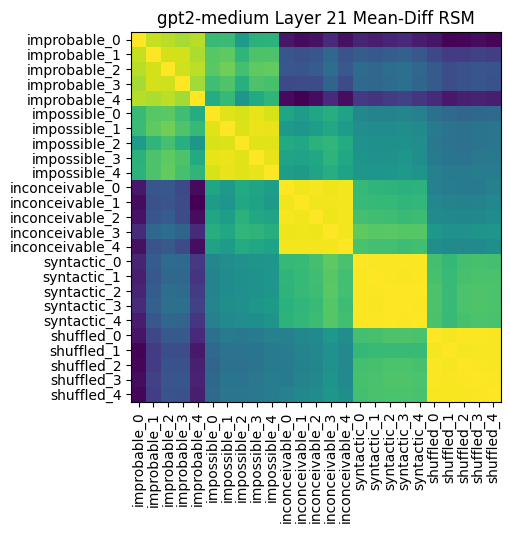 gpt2-medium Layer 21 Mean-Diff RSM
improbable_0
improbable_1
improbable_2
improbable_3
improbable_4
impossible_0
impossible_1
impossible_2
impossible_3
impossible_4
inconceivable_0
inconceivable_1
inconceivable_2
inconceivable_3
inconceivable_4
syntactic_0
syntactic_1
syntactic_2
syntactic_3
syntactic_4
shuffled_0
shuffled_1
shuffled_2
shuffled_3
shuffled_4
improbable_0
improbable_1
improbable_2
improbable_3
improbable_4
impossible_0
impossible_1
impossible_2
impossible_3
impossible_4
inconceivable_0
inconceivable_1
inconceivable_2
inconceivable_3
inconceivable_4
syntactic_0
syntactic_1
syntactic_2
syntactic_3
syntactic_4
shuffled_0
shuffled_1
shuffled_2
shuffled_3
shuffled_4